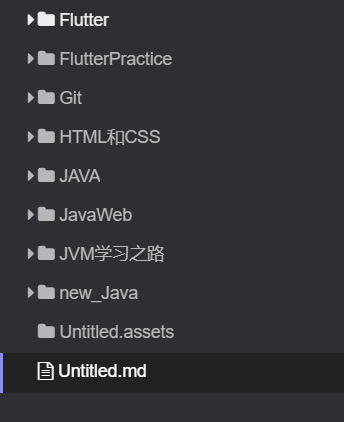 Flutter
FlutterPractice
Git
HTML和CSS
JAVA
JavaWeb
JVM学习之路
new_Java
Untitled.assets
Untitled.md